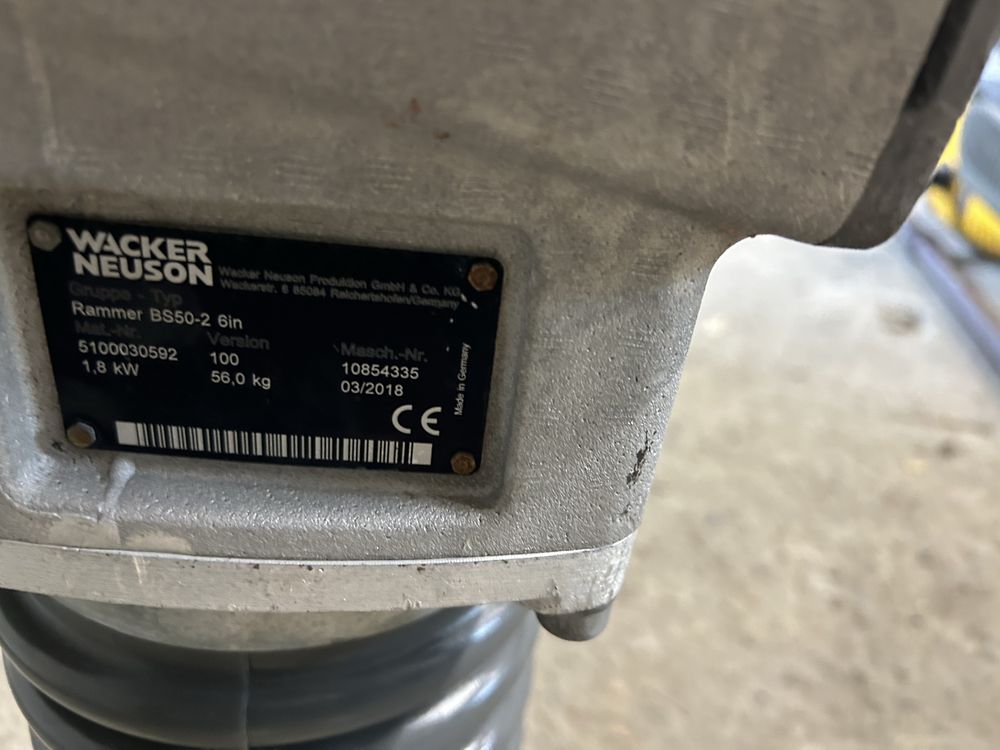 WACKER
NEUSON
Wacker Neuson Produktion GmbH & Co. KG
Wackerstr. 6 85084 Reichertshofen/Germany
Gruppe - Typ
Rammer BS50-2 6in
Mat.-Nr. Version Masch.-Nr.
5100030592 100 10854335
1,8 kW 56,0 kg 03/2018
CE
Made in Germany